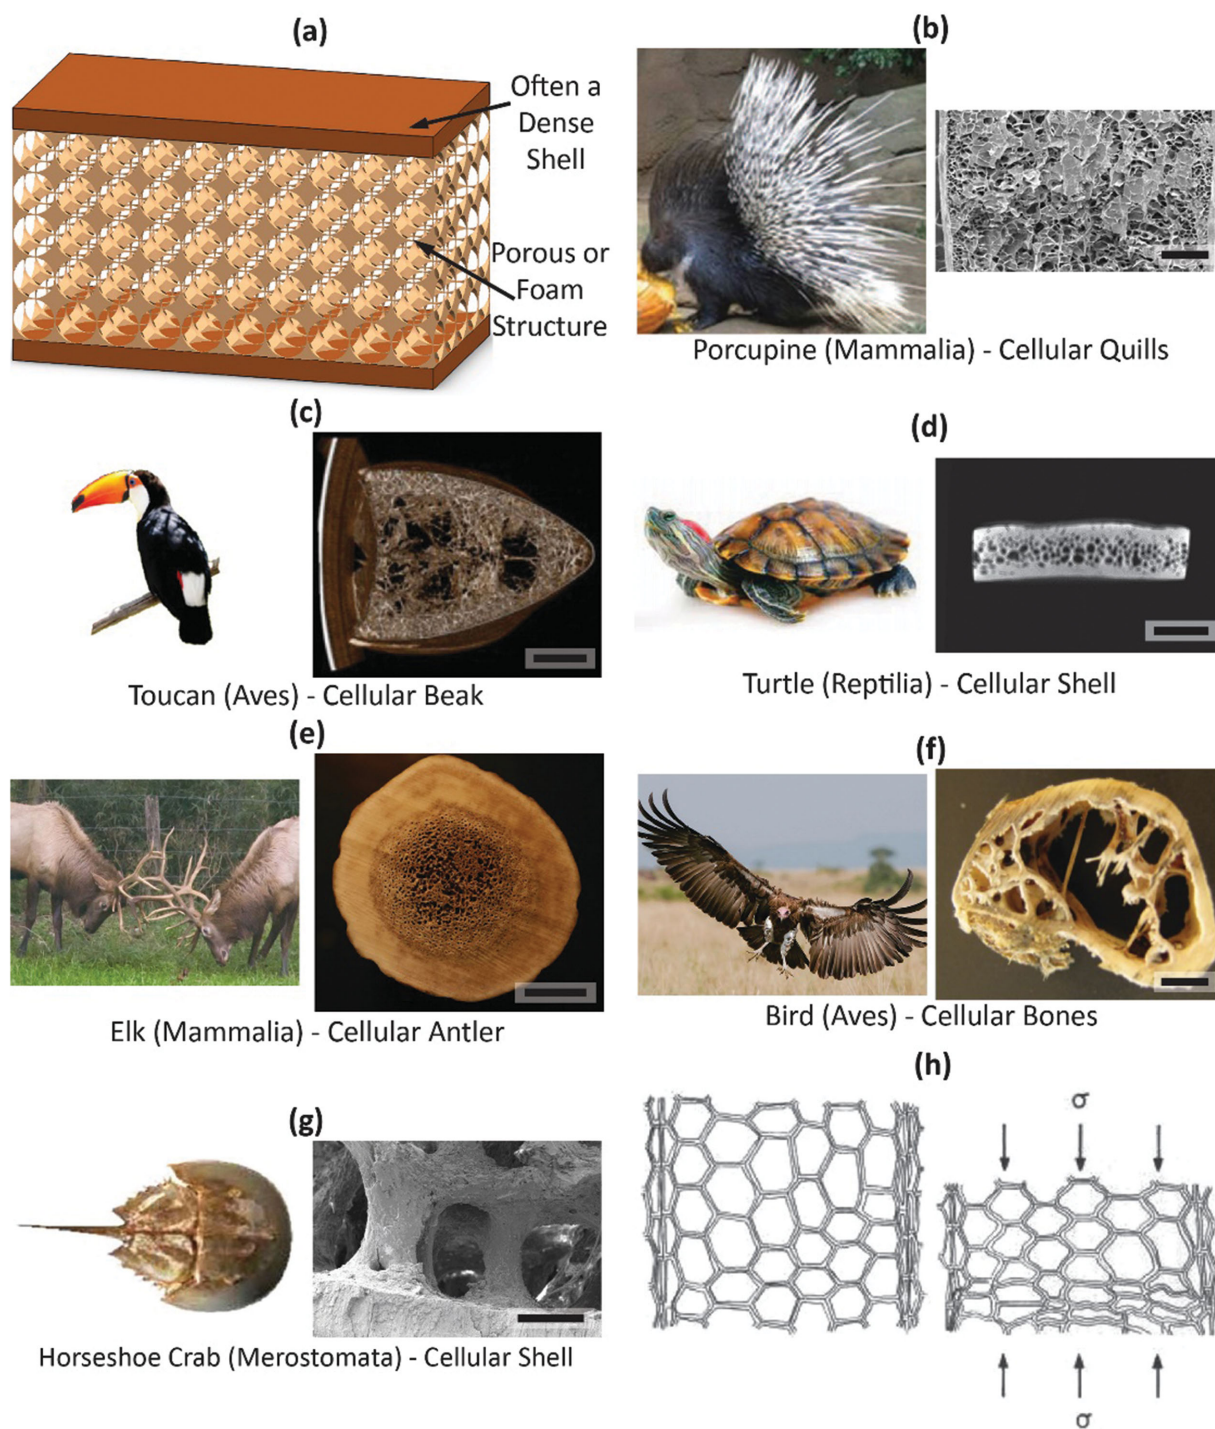 (a)
Often a
Dense
Shell
Porous or
Foam
Structure
(b)
Porcupine (Mammalia) - Cellular Quills
(c)
Toucan (Aves) - Cellular Beak
(d)
Turtle (Reptilia) - Cellular Shell
(e)
Elk (Mammalia) - Cellular Antler
(f)
Bird (Aves) - Cellular Bones
(g)
Horseshoe Crab (Merostomata) - Cellular Shell
(h)
σ
σ